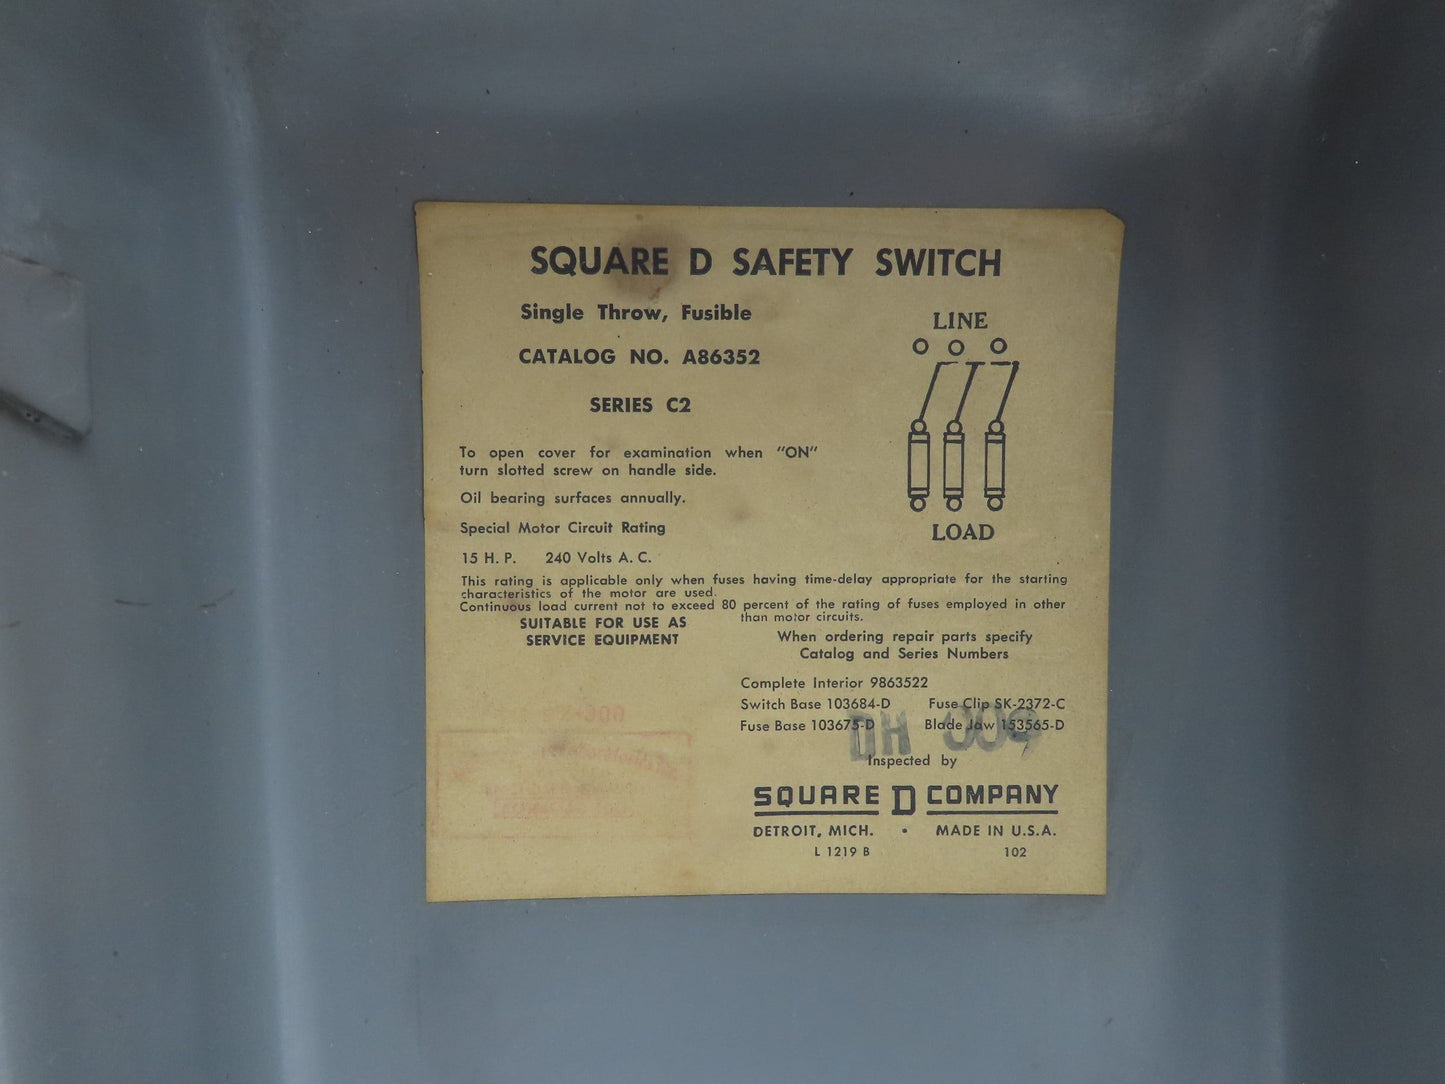 SQUARE D SAFETY SWITCH
Single Throw, Fusible
CATALOG NO. A86352
SERIES C2
LINE
LOAD
To open cover for examination when "ON"
turn slotted screw on handle side.
Oil bearing surfaces annually.
Special Motor Circuit Rating
15 H. P. 240 Volts A. C.
This rating is applicable only when fuses having time-delay appropriate for the starting
characteristics of the motor are used.
Continuous load current not to exceed 80 percent of the rating of fuses employed in other
than motor circuits.
SUITABLE FOR USE AS
SERVICE EQUIPMENT
When ordering repair parts specify
Catalog and Series Numbers
Complete Interior 9863522
Switch Base 103684-D Fuse Clip SK-2372-C
Fuse Base 103675-D Blade Jaw 153565-D
DH
Inspected by
SQUARE D COMPANY
DETROIT, MICH. • MADE IN U.S.A.
L 1219 B 102